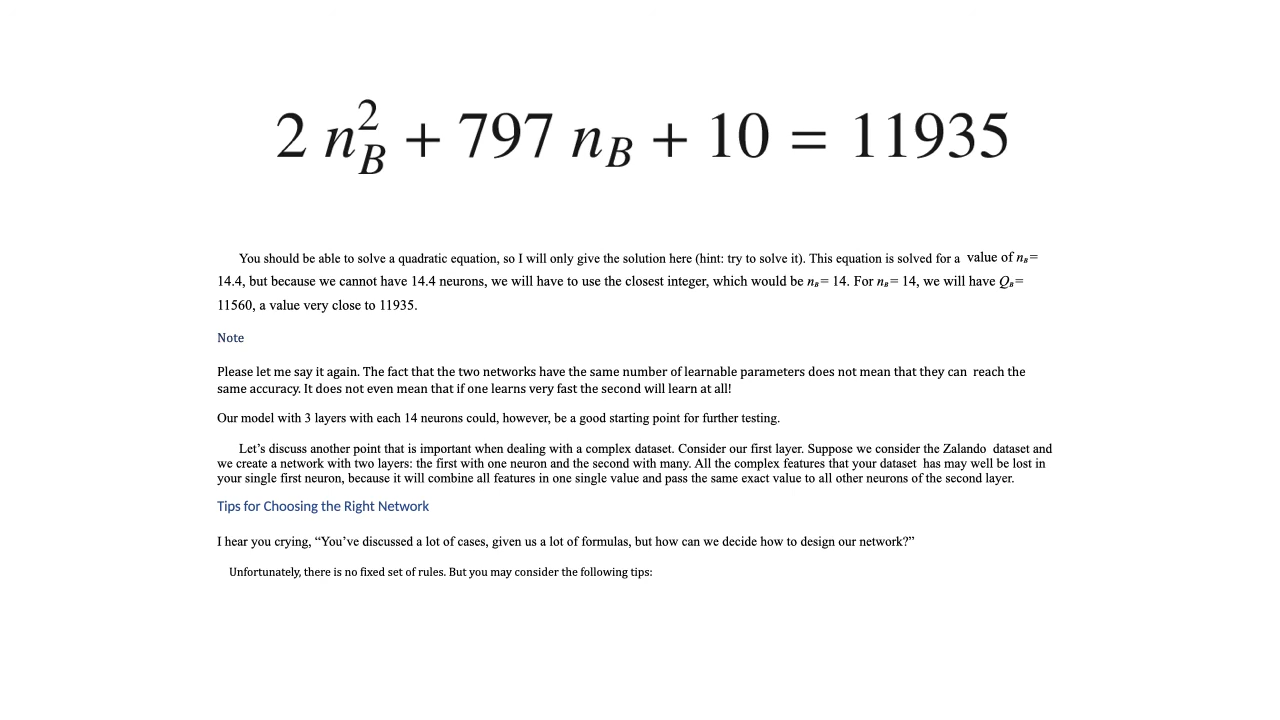 2 n_B^2 + 797 n_B + 10 = 11935
You should be able to solve a quadratic equation, so I will only give the solution here (hint: try to solve it). This equation is solved for a value of n_B =
14.4, but because we cannot have 14.4 neurons, we will have to use the closest integer, which would be n_B = 14. For n_B = 14, we will have Q_B =
11560, a value very close to 11935.
Note
Please let me say it again. The fact that the two networks have the same number of learnable parameters does not mean that they can reach the
same accuracy. It does not even mean that if one learns very fast the second will learn at all!
Our model with 3 layers with each 14 neurons could, however, be a good starting point for further testing.
Let’s discuss another point that is important when dealing with a complex dataset. Consider our first layer. Suppose we consider the Zalando dataset and
we create a network with two layers: the first with one neuron and the second with many. All the complex features that your dataset has may well be lost in
your single first neuron, because it will combine all features in one single value and pass the same exact value to all other neurons of the second layer.
Tips for Choosing the Right Network
I hear you crying, “You’ve discussed a lot of cases, given us a lot of formulas, but how can we decide how to design our network?”
Unfortunately, there is no fixed set of rules. But you may consider the following tips: